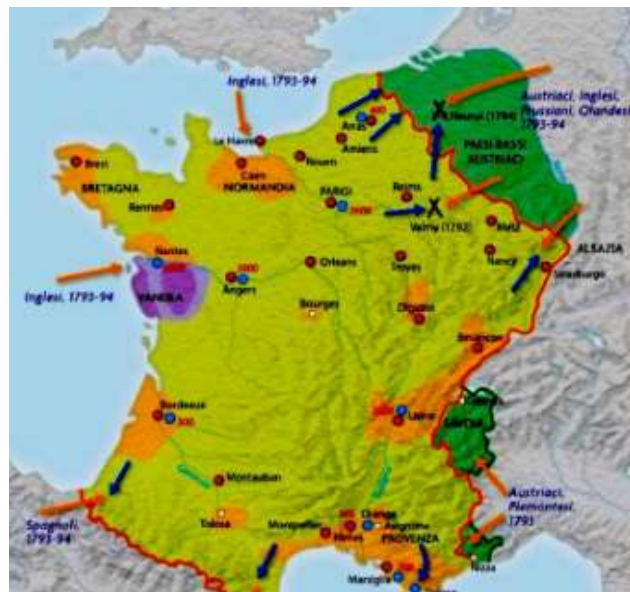 Inglesi, 1793-94
Austriaci, Inglesi,
Prussiani, Olandesi
1793-94
Fleurus (1794)
PAESI BASSI
AUSTRIACI
Arras
Amiens
Le Havre
Rouen
Caen
NORMANDIA
Brest
BRETAGNA
Rennes
PARIGI
Reims
Valmy (1792)
Metz
Nancy
ALSAZIA
Strasburgo
Nantes
VANDEA
Inglesi, 1793-94
Angers
Orleans
Troyes
Bourges
Digione
Besançon
Bordeaux
Lione
SAVOIA
Montauban
Tolosa
Montpellier
Nîmes
Orange
Avignone
PROVENZA
Marsiglia
Nizza
Spagnoli,
1793-94
Austriaci,
Piemontesi,
1793